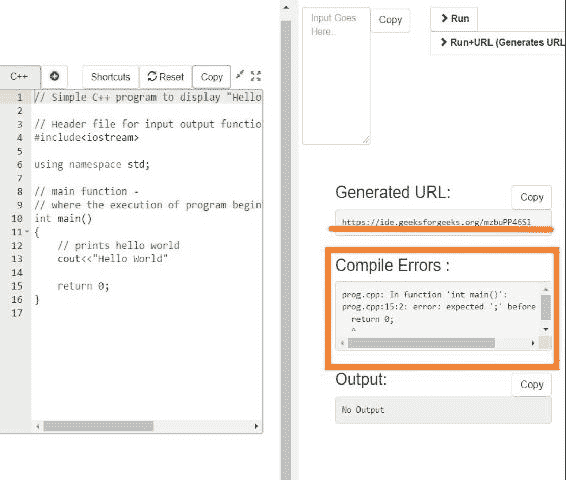 C++
Shortcuts
Reset
Copy
1 // Simple C++ program to display "Hello
2
3 // Header file for input output functio
4 #include<iostream>
5
6 using namespace std;
7
8 // main function -
9 // where the execution of program begin
10 int main()
11 {
12 // prints hello world
13 cout<<"Hello World"
14
15 return 0;
16 }
17
Input Goes
Here..
Copy
Run
Run+URL (Generates URL
Generated URL:
Copy
https://ide.geeksforgeeks.org/mzbuPP46Sl
Compile Errors :
prog.cpp: In function 'int main()':
prog.cpp:15:2: error: expected ';' before
return 0;
^
Output:
Copy
No Output